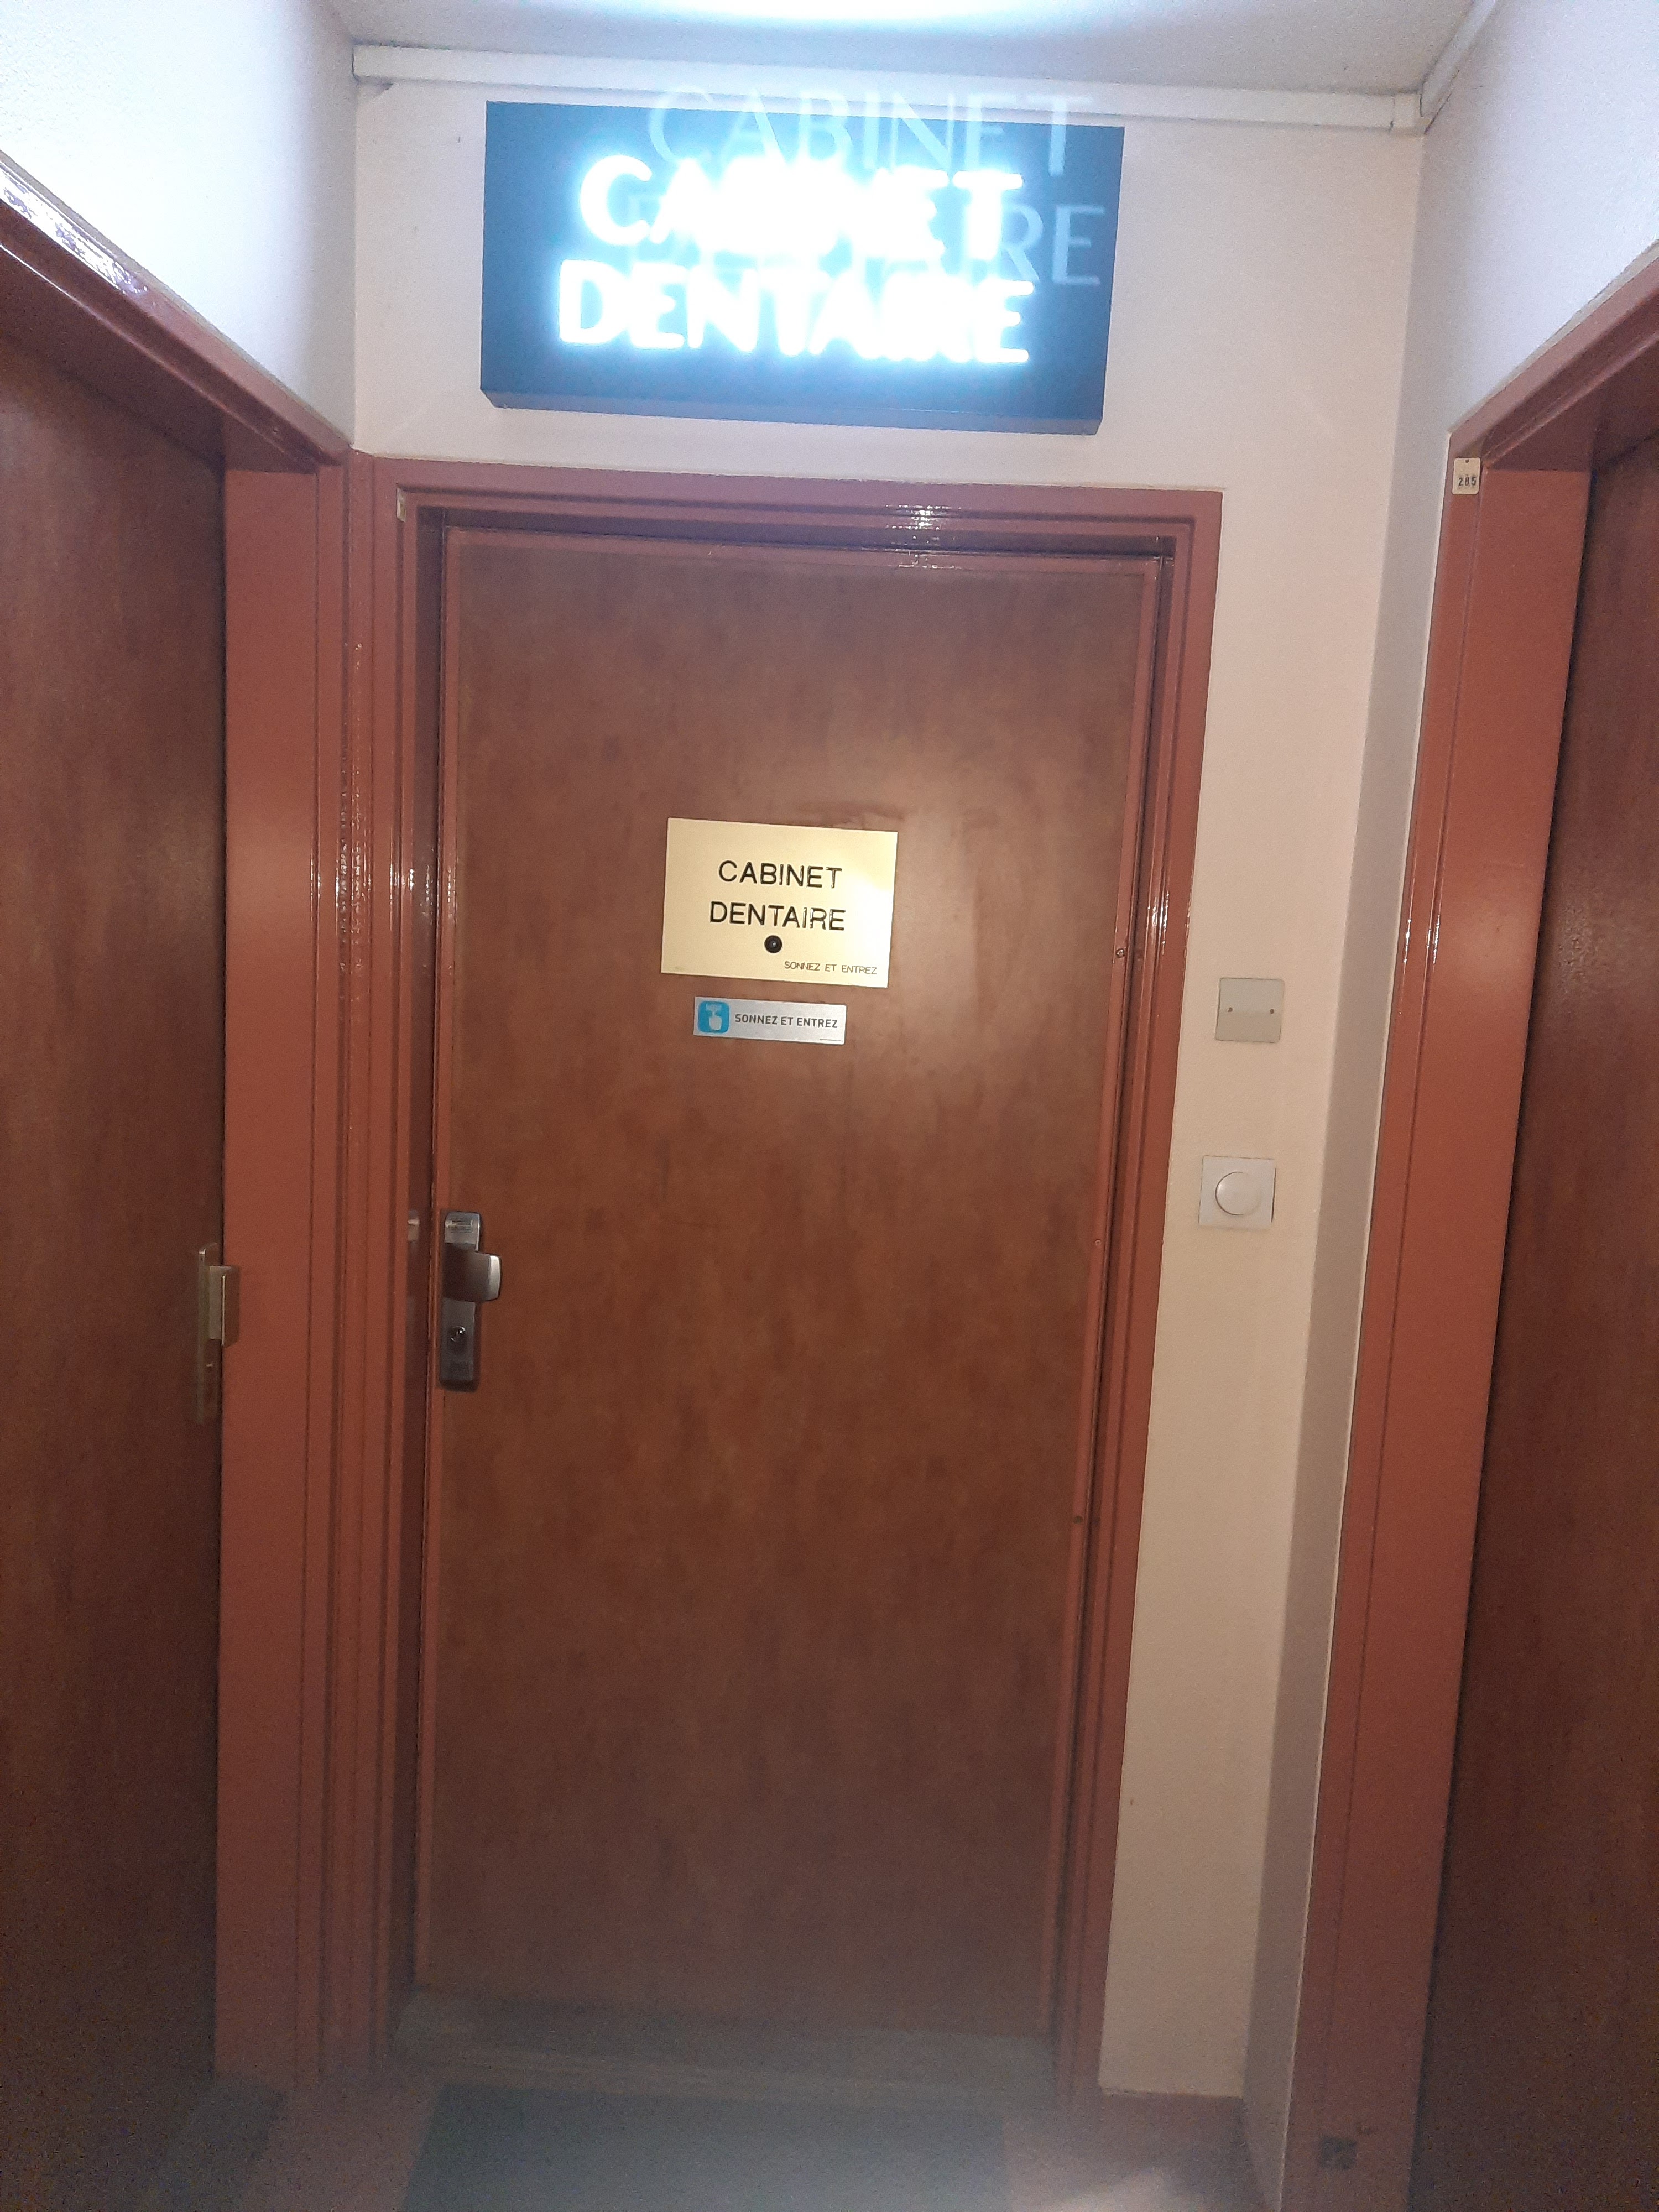 CABINET
DENTAIRE
285
CABINET
DENTAIRE
SONNEZ ET ENTREZ
SONNEZ ET ENTREZ